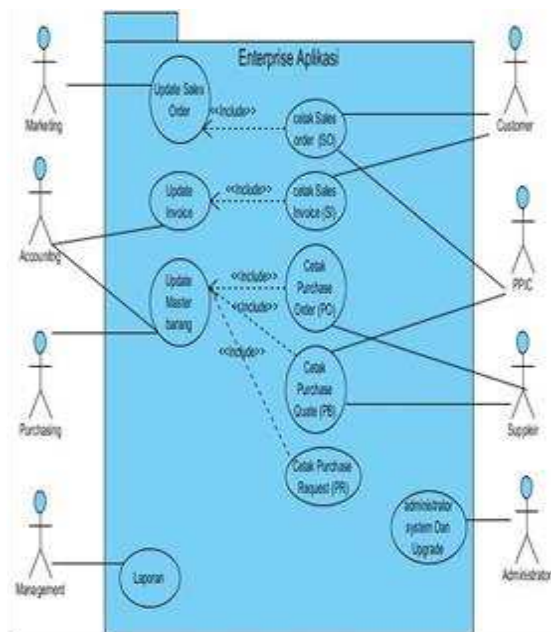 Enterprise Aplikasi
Marketing
Update Sales
Order
<<Include>>
cetak Sales
order (SO)
Customer
Accounting
Update
Invoice
<<Include>>
cetak Sales
Invoice (SI)
PPIC
Update
Master
barang
<<Include>>
Cetak
Purchase
Order (PO)
<<Include>>
<<Include>>
Purchasing
Cetak
Purchase
Quote (PB)
Suppleir
Cetak Purchase
Request (PR)
Management
Laporan
administrator
system Dan
Upgrade
Administrator